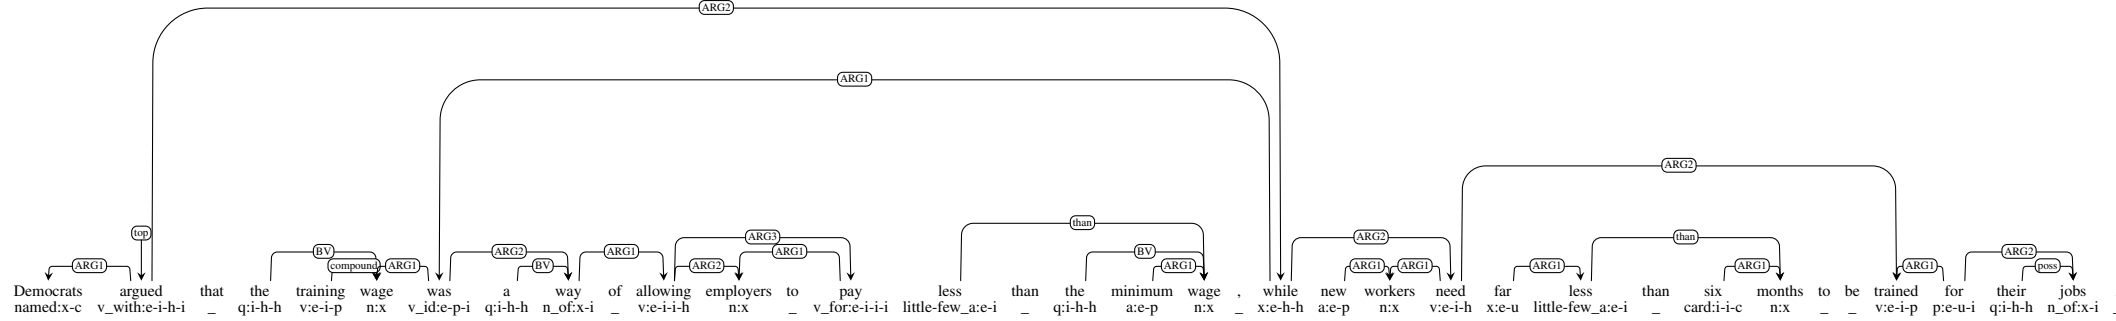 ARG2
ARG1
ARG2
top
than
ARG3 than ARG2
BV ARG2 ARG1 ARG1 BV ARG2
ARG1 compound ARG1 BV ARG2 ARG1 ARG1 ARG1 ARG1 ARG1 ARG1 poss
Democrats argued that the training wage was a way of allowing employers to pay less than the minimum wage , while new workers need far less than six months to be trained for their jobs
named:x-c v_with:e-i-h-i _ q:i-h-h v:e-i-p n:x v_id:e-p-i q:i-h-h n_of:x-i _ v:e-i-i-h n:x _ v_for:e-i-i-i little-few_a:e-i _ q:i-h-h a:e-p n:x _ x:e-h-h a:e-p n:x v:e-i-h x:e-u little-few_a:e-i _ card:i-i-c n:x _ _ v:e-i-p p:e-u-i q:i-h-h n_of:x-i _